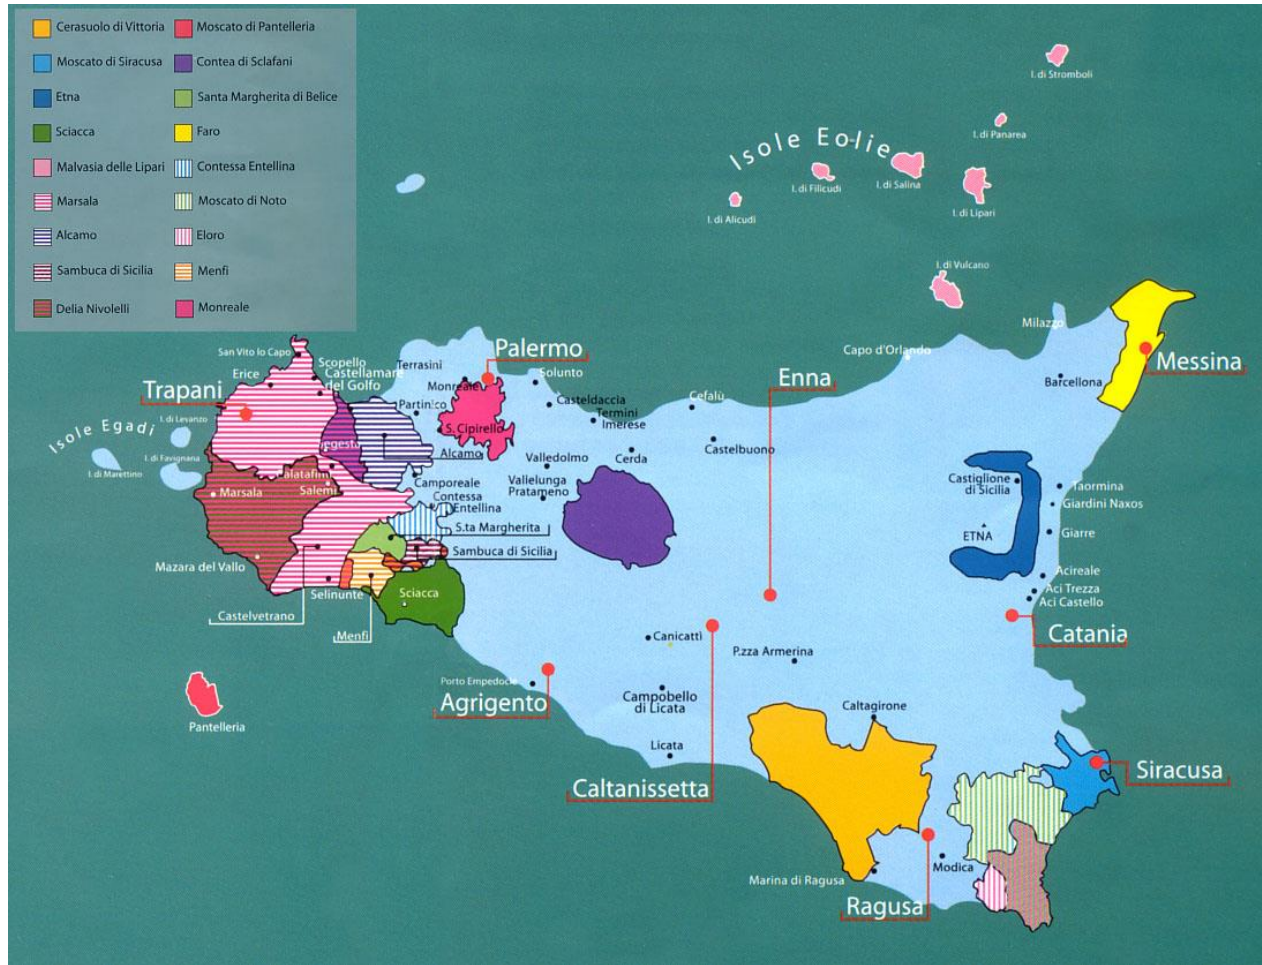 Cerasuolo di Vittoria
Moscato di Pantelleria
Moscato di Siracusa
Contea di Sclafani
Etna
Santa Margherita di Belice
Sciacca
Faro
Malvasia delle Lipari
Contessa Entellina
Marsala
Moscato di Noto
Alcamo
Eloro
Sambuca di Sicilia
Menfi
Delia Nivolelli
Monreale
I. di Stromboli
I. di Panarea
Isole Eolie
I. di Filicudi
I. di Salina
I. di Alicudi
I. di Lipari
I. di Vulcano
Milazzo
Messina
Capo d'Orlando
Barcellona
San Vito lo Capo
Scopello
Erice
Castellamare
del Golfo
Trapani
Terrasini
Monreale
Palermo
Solunto
Partinico
Casteldaccia
Termini
Imerese
Cefalù
Enna
S. Cipirello
Castelbuono
Isole Egadi
I. di Levanzo
I. di Favignana
I. di Marettino
Segesta
Alcamo
Valledolmo
Cerda
Calatafimi
Salemi
Camporeale
Vallelunga
Pratameno
Marsala
Contessa
Entellina
S.ta Margherita
Sambuca di Sicilia
Castiglione
di Sicilia
Taormina
Giardini Naxos
ETNA
Giarre
Acireale
Aci Trezza
Aci Castello
Catania
Mazara del Vallo
Selinunte
Sciacca
Castelvetrano
Menfi
Canicattì
P.zza Armerina
Porto Empedocle
Agrigento
Campobello
di Licata
Pantelleria
Licata
Caltagirone
Caltanissetta
Siracusa
Modica
Marina di Ragusa
Ragusa